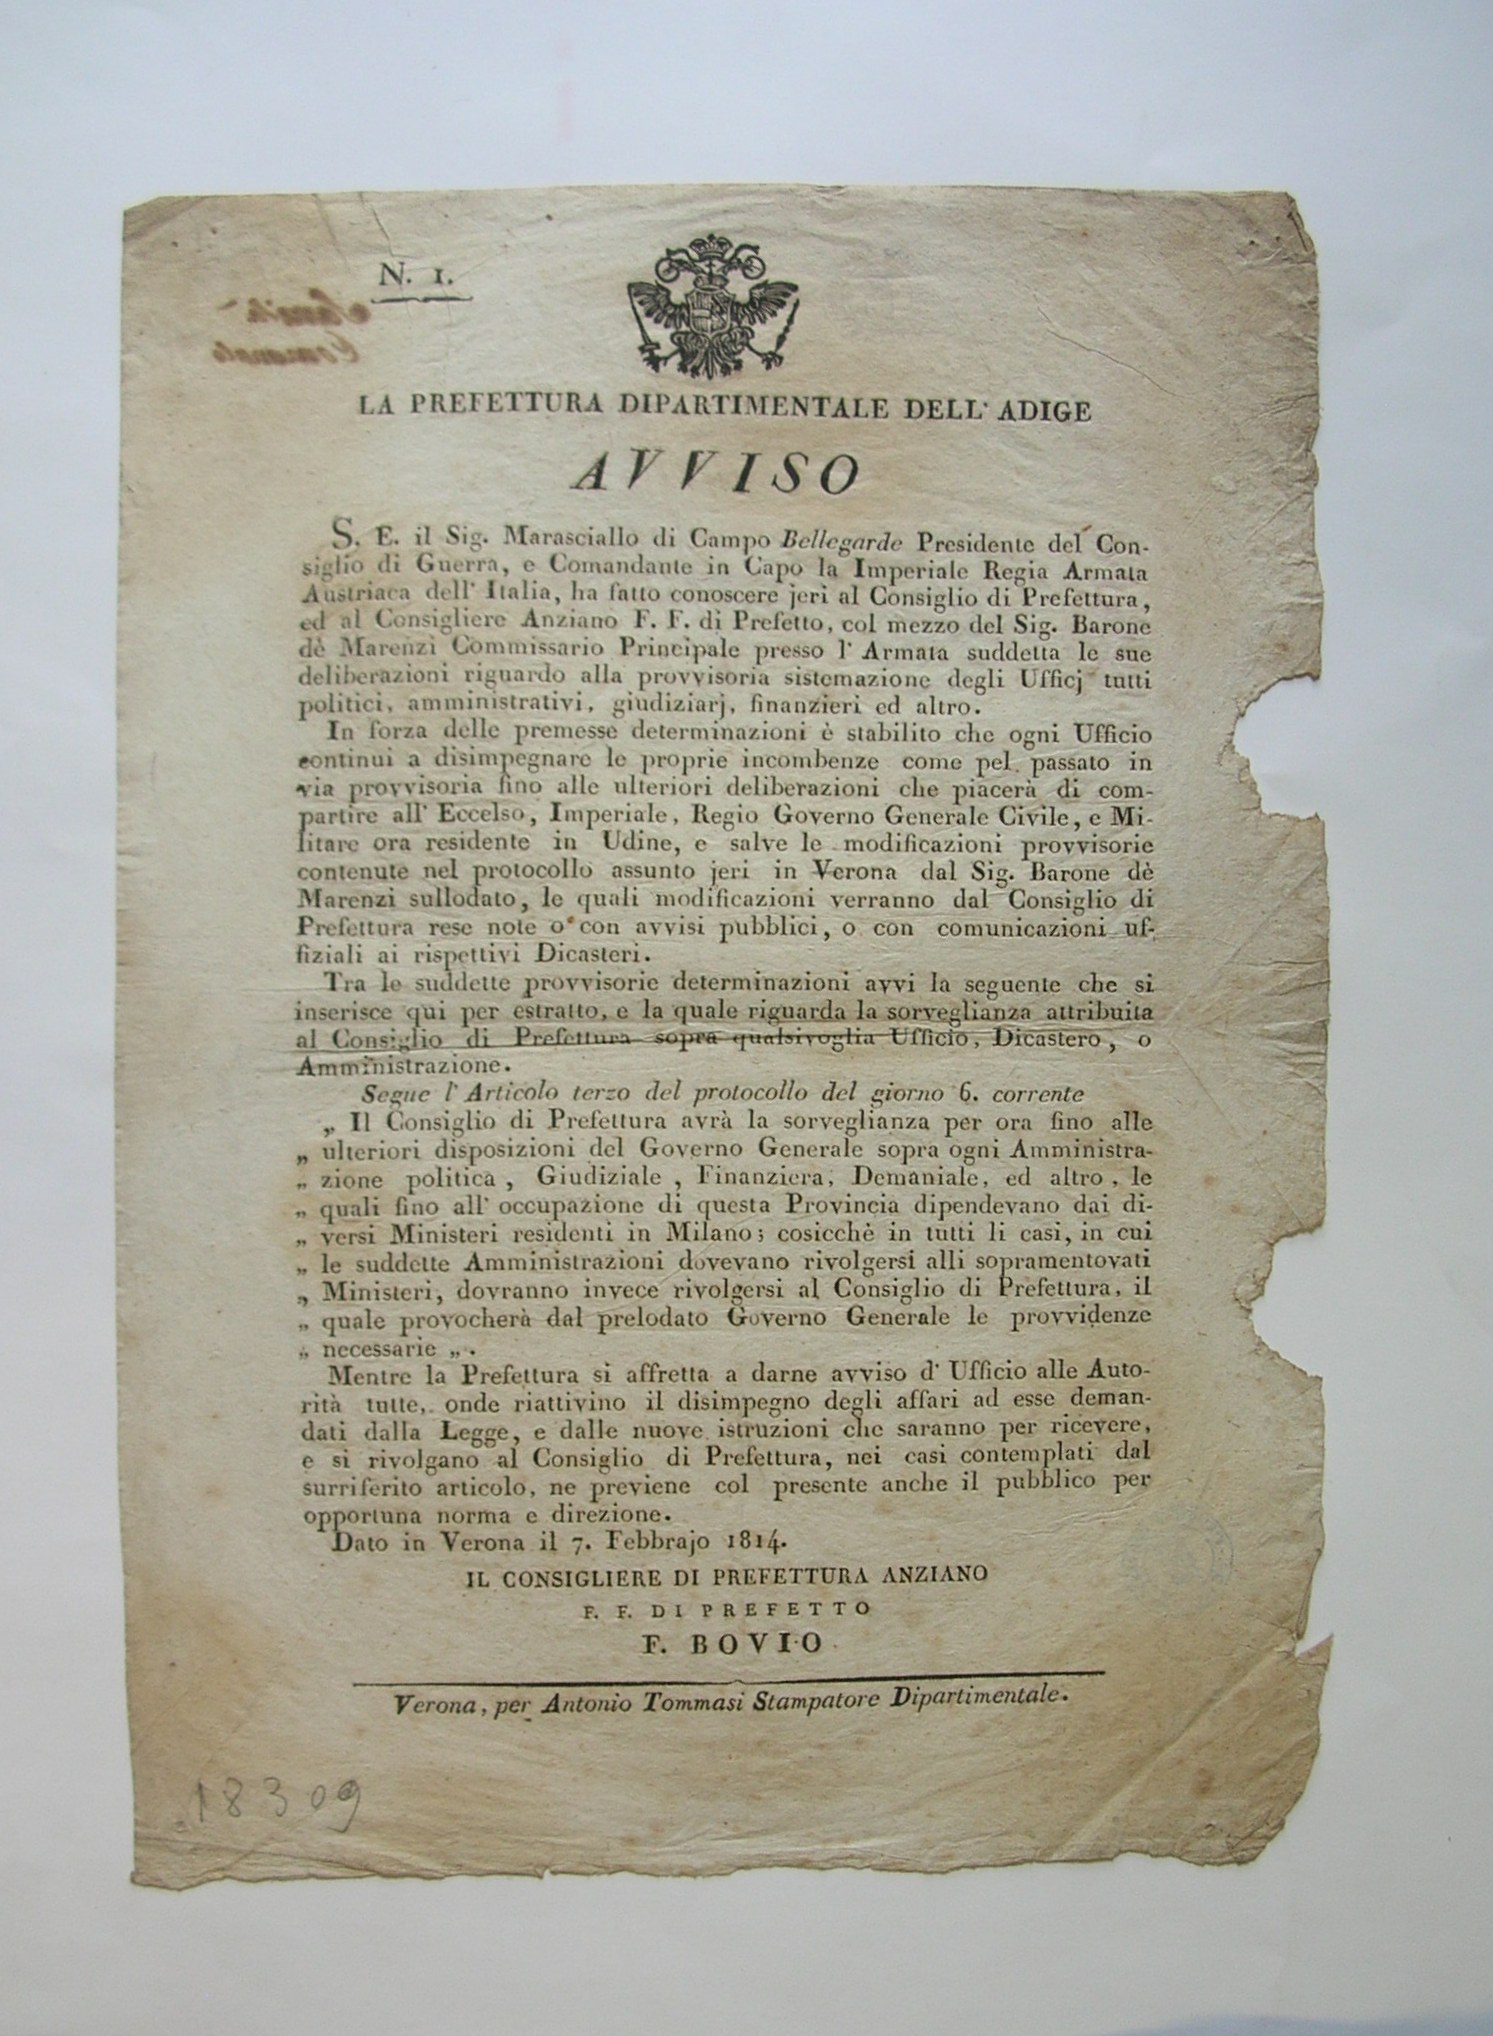 N. 1.
LA PREFETTURA DIPARTIMENTALE DELL' ADIGE
AVVISO
S. E. il Sig. Marasciallo di Campo Bellegarde Presidente del Con-
siglio di Guerra, e Comandante in Capo la Imperiale Regia Armata
Austriaca dell' Italia, ha fatto conoscere jeri al Consiglio di Prefettura,
ed al Consigliere Anziano F. F. di Prefetto, col mezzo del Sig. Barone
dè Marenzi Commissario Principale presso l' Armata suddetta le sue
deliberazioni riguardo alla provvisoria sistemazione degli Ufficj tutti
politici, amministrativi, giudiziarj, finanzieri ed altro.
In forza delle premesse determinazioni è stabilito che ogni Ufficio
continui a disimpegnare le proprie incombenze come pel passato in
via provvisoria fino alle ulteriori deliberazioni che piacerà di com-
partire all' Eccelso, Imperiale, Regio Governo Generale Civile, e Mi-
litare ora residente in Udine, e salve le modificazioni provvisorie
contenute nel protocollo assunto jeri in Verona dal Sig. Barone dè
Marenzi sullodato, le quali modificazioni verranno dal Consiglio di
Prefettura rese note o con avvisi pubblici, o con comunicazioni uf-
fiziali ai rispettivi Dicasteri.
Tra le suddette provvisorie determinazioni avvi la seguente che si
inserisce qui per estratto, e la quale riguarda la sorveglianza attribuita
al Consiglio di Prefettura sopra qualsivoglia Ufficio, Dicastero, o
Amministrazione.
Segue l' Articolo terzo del protocollo del giorno 6. corrente
„ Il Consiglio di Prefettura avrà la sorveglianza per ora fino alle
„ ulteriori disposizioni del Governo Generale sopra ogni Amministra-
„ zione politica, Giudiziale, Finanziera, Demaniale, ed altro, le
„ quali fino all' occupazione di questa Provincia dipendevano dai di-
„ versi Ministeri residenti in Milano; cosicchè in tutti li casi, in cui
„ le suddette Amministrazioni dovevano rivolgersi alli sopramentovati
„ Ministeri, dovranno invece rivolgersi al Consiglio di Prefettura, il
„ quale provocherà dal prelodato Governo Generale le provvidenze
„ necessarie „.
Mentre la Prefettura si affretta a darne avviso d' Ufficio alle Auto-
rità tutte, onde riattivino il disimpegno degli affari ad esse deman-
dati dalla Legge, e dalle nuove istruzioni che saranno per ricevere,
e si rivolgano al Consiglio di Prefettura, nei casi contemplati dal
surriferito articolo, ne previene col presente anche il pubblico per
opportuna norma e direzione.
Dato in Verona il 7. Febbrajo 1814.
IL CONSIGLIERE DI PREFETTURA ANZIANO
F. F. DI PREFETTO
F. BOVIO
Verona, per Antonio Tommasi Stampatore Dipartimentale.
18309